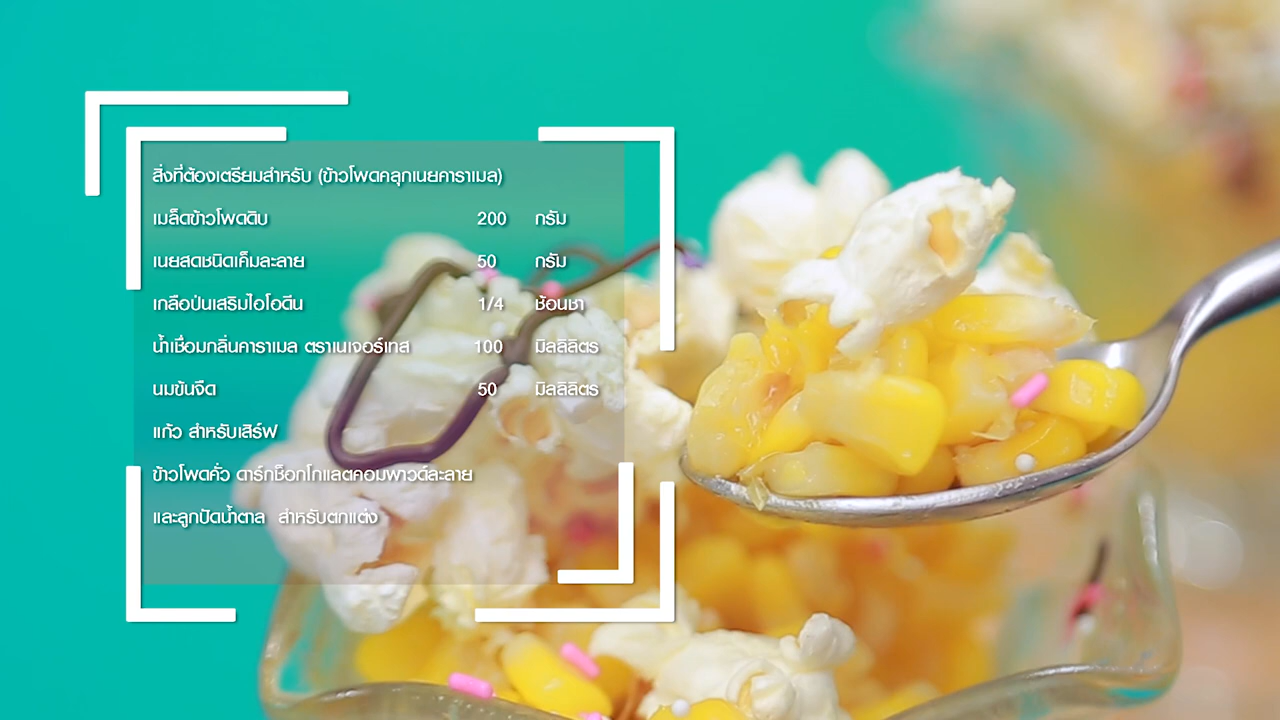 สิ่งที่ต้องเตรียมสำหรับ (ข้าวโพดคลุกเนยคาราเมล)
เมล็ดข้าวโพดดิบ 200 กรัม
เนยสดชนิดเค็มละลาย 50 กรัม
เกลือป่นเสริมไอโอดีน 1/4 ช้อนชา
น้ำเชื่อมกลิ่นคาราเมล ตราเนเจอร์เทส 100 มิลลิลิตร
นมข้นจืด 50 มิลลิลิตร
แก้ว สำหรับเสิร์ฟ
ข้าวโพดคั่ว ดาร์กช็อกโกแลตคอมพาวด์ละลาย
และลูกปัดน้ำตาล สำหรับตกแต่ง